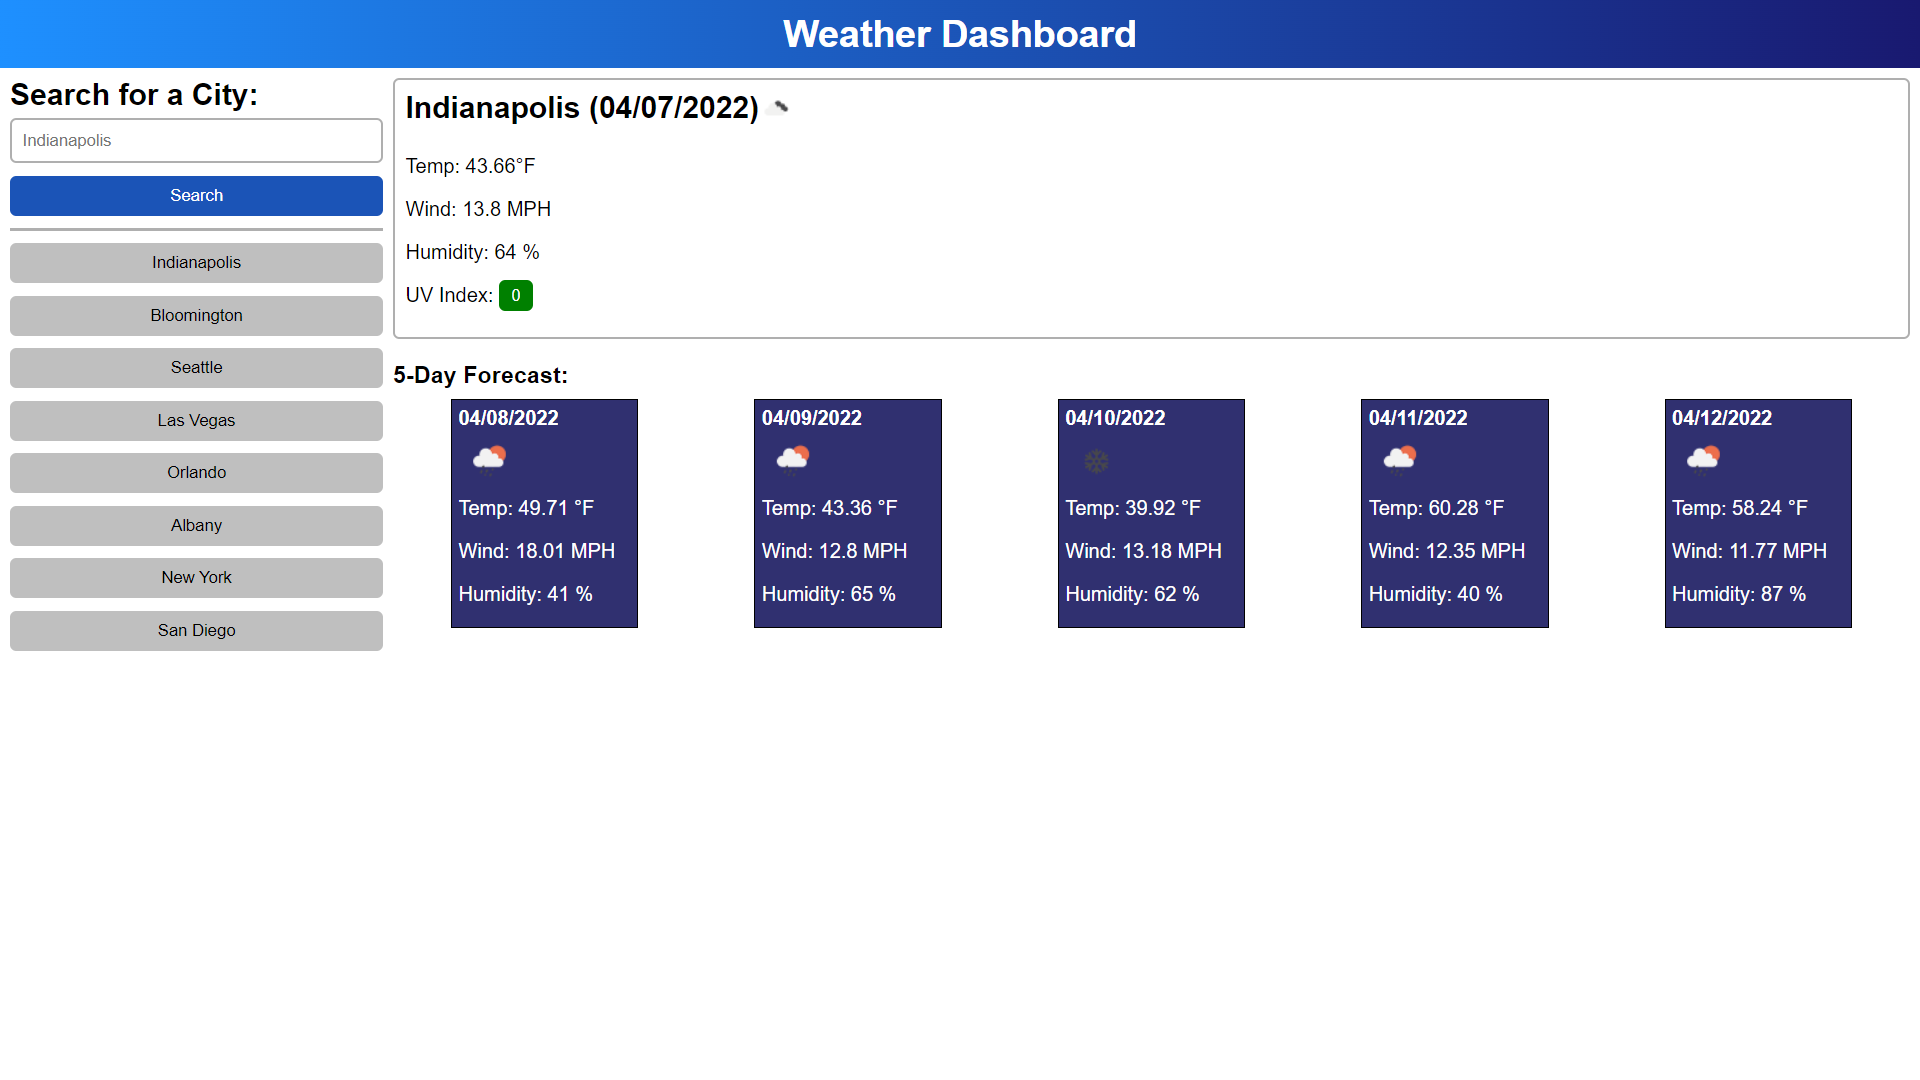 Weather Dashboard
Search for a City:
Indianapolis
Search
Indianapolis
Bloomington
Seattle
Las Vegas
Orlando
Albany
New York
San Diego
Indianapolis (04/07/2022)
Temp: 43.66°F
Wind: 13.8 MPH
Humidity: 64 %
UV Index: 0
5-Day Forecast:
04/08/2022
Temp: 49.71 °F
Wind: 18.01 MPH
Humidity: 41 %
04/09/2022
Temp: 43.36 °F
Wind: 12.8 MPH
Humidity: 65 %
04/10/2022
Temp: 39.92 °F
Wind: 13.18 MPH
Humidity: 62 %
04/11/2022
Temp: 60.28 °F
Wind: 12.35 MPH
Humidity: 40 %
04/12/2022
Temp: 58.24 °F
Wind: 11.77 MPH
Humidity: 87 %